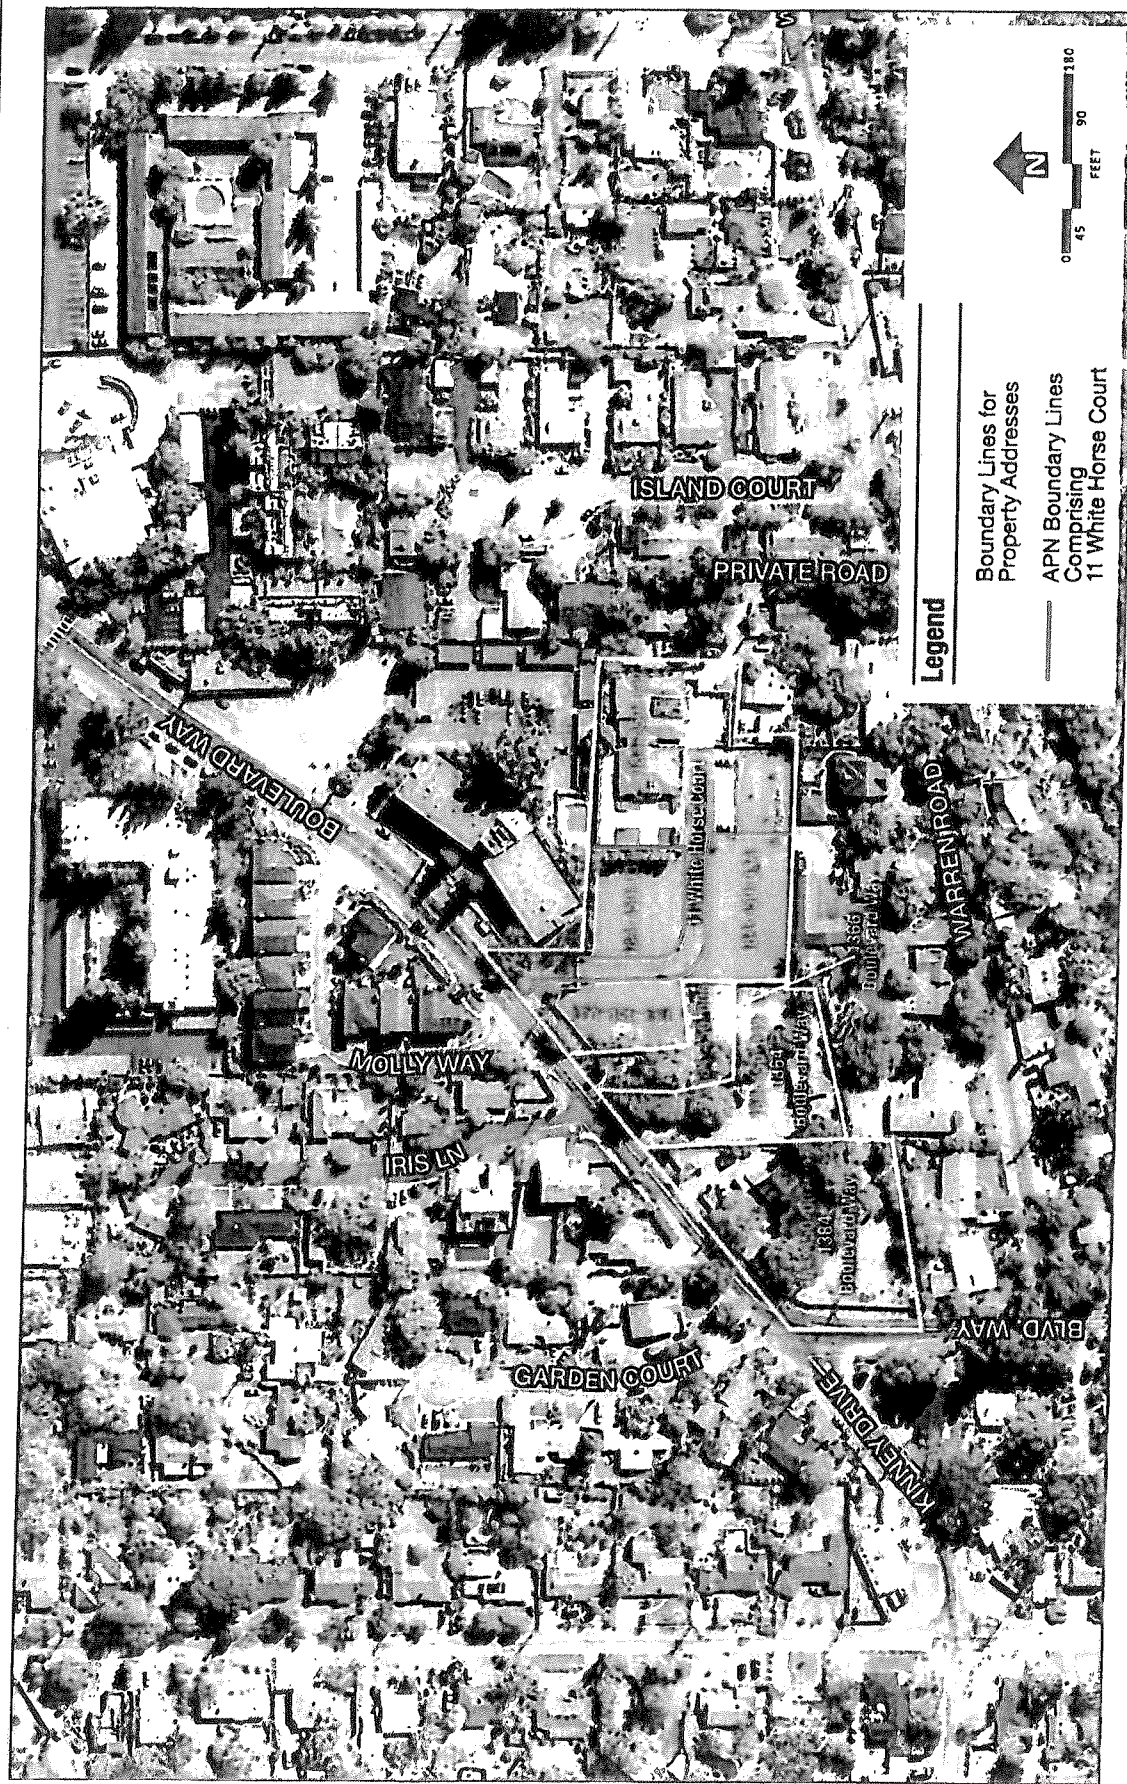 BOULEVARD WAY
MOLLY WAY
IRIS LN
GARDEN COURT
ISLAND COURT
PRIVATE ROAD
11 White Horse Court
1366
Boulevard Way
Boulevard Way
1364
Boulevard Way
WARREN ROAD
BLVD. WAY
KINNEY DRIVE
Legend
Boundary Lines for
Property Addresses
APN Boundary Lines
Comprising
11 White Horse Court
N
0 45 90 180
FEET